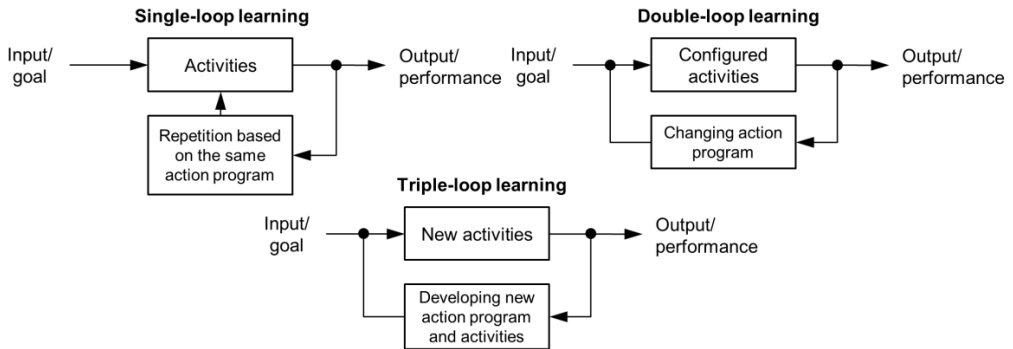 Single-loop learning
Input/
goal
Activities
Output/
performance
Repetition based
on the same
action program
Double-loop learning
Input/
goal
Configured
activities
Output/
performance
Changing action
program
Triple-loop learning
Input/
goal
New activities
Output/
performance
Developing new
action program
and activities